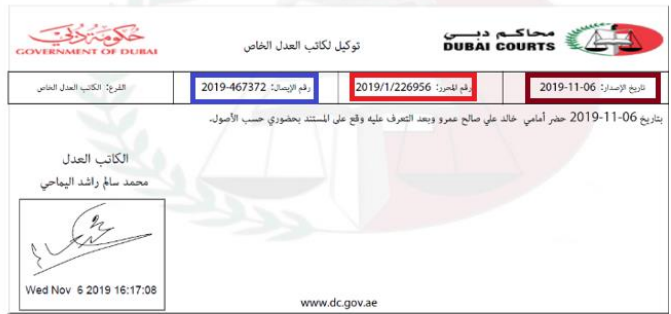 حكومة دبي
GOVERNMENT OF DUBAI
توكيل لكاتب العدل الخاص
محاكم دبي
DUBAI COURTS
تاريخ الإصدار: 06-11-2019
رقم المحرر: 2019/1/226956
رقم الإيصال: 2019-467372
الفرع: الكاتب العدل الخاص
بتاريخ 06-11-2019 حضر أمامي خالد علي صالح عمرو وبعد التعرف عليه وقع على المستند بحضوري حسب الأصول.
الكاتب العدل
محمد سالم راشد اليماحي
Wed Nov 6 2019 16:17:08
www.dc.gov.ae